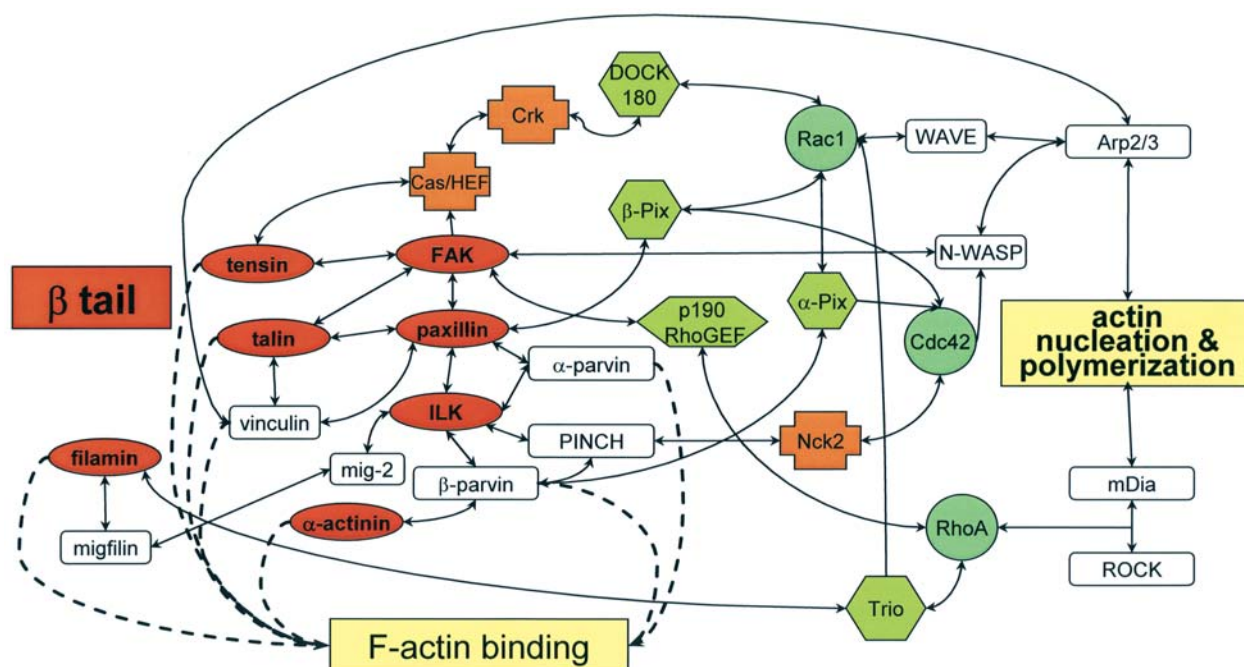 DOCK
180
Crk
Rac1
WAVE
Arp2/3
Cas/HEF
β-Pix
tensin
FAK
N-WASP
β tail
α-Pix
p190
RhoGEF
talin
paxillin
Cdc42
actin
nucleation &
polymerization
α-parvin
vinculin
ILK
PINCH
Nck2
filamin
mig-2
β-parvin
mDia
α-actinin
RhoA
migfilin
ROCK
Trio
F-actin binding